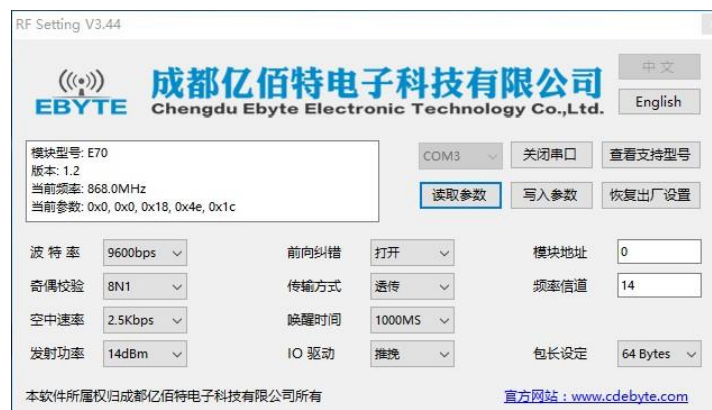 RF Setting V3.44
EBYTE
成都亿佰特电子科技有限公司
Chengdu Ebyte Electronic Technology Co.,Ltd.
中 文
English
模块型号: E70
版本: 1.2
当前频率: 868.0MHz
当前参数: 0x0, 0x0, 0x18, 0x4e, 0x1c
COM3 关闭串口 查看支持型号
读取参数 写入参数 恢复出厂设置
波 特 率 9600bps 前向纠错 打开 模块地址 0
奇偶校验 8N1 传输方式 透传 频率信道 14
空中速率 2.5Kbps 唤醒时间 1000MS
发射功率 14dBm IO 驱动 推挽 包长设定 64 Bytes
本软件所属权归成都亿佰特电子科技有限公司所有 官方网站：www.cdebyte.com